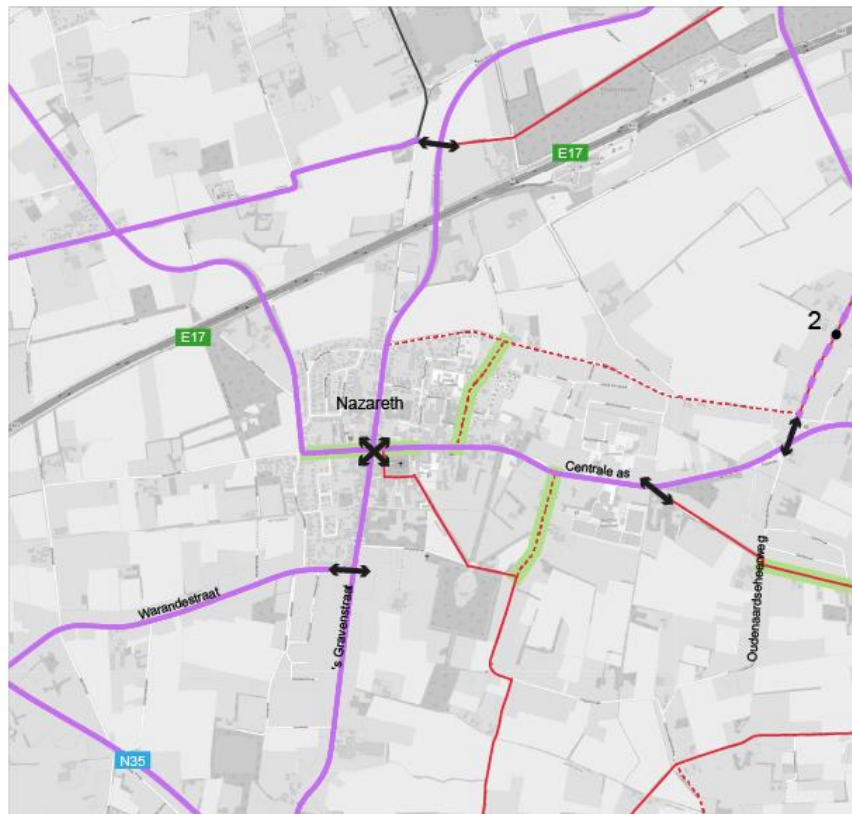 E17
2
E17
Nazareth
Centrale as
Warandestraat
's Gravenstraat
Oudenaardseheerweg
N35